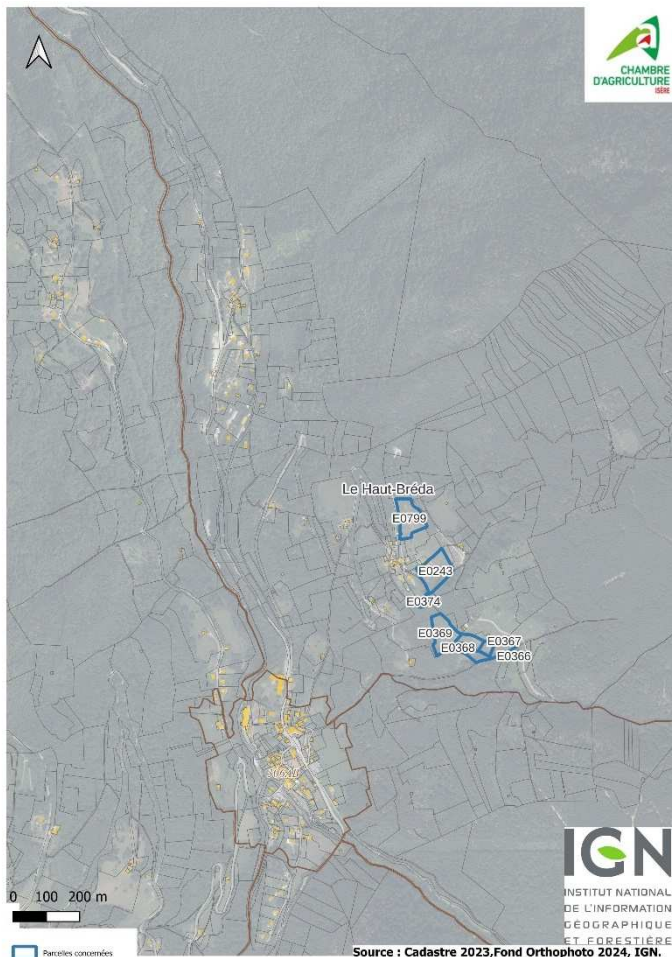 CHAMBRE
D'AGRICULTURE
ISÈRE
Le Haut-Bréda
E0799
E0243
E0374
E0369
E0368
E0367
E0366
0 100 200 m
Parcelles concernées
IGN
INSTITUT NATIONAL
DE L'INFORMATION
GÉOGRAPHIQUE
ET FORESTIÈRE
Source : Cadastre 2023,Fond Orthophoto 2024, IGN.